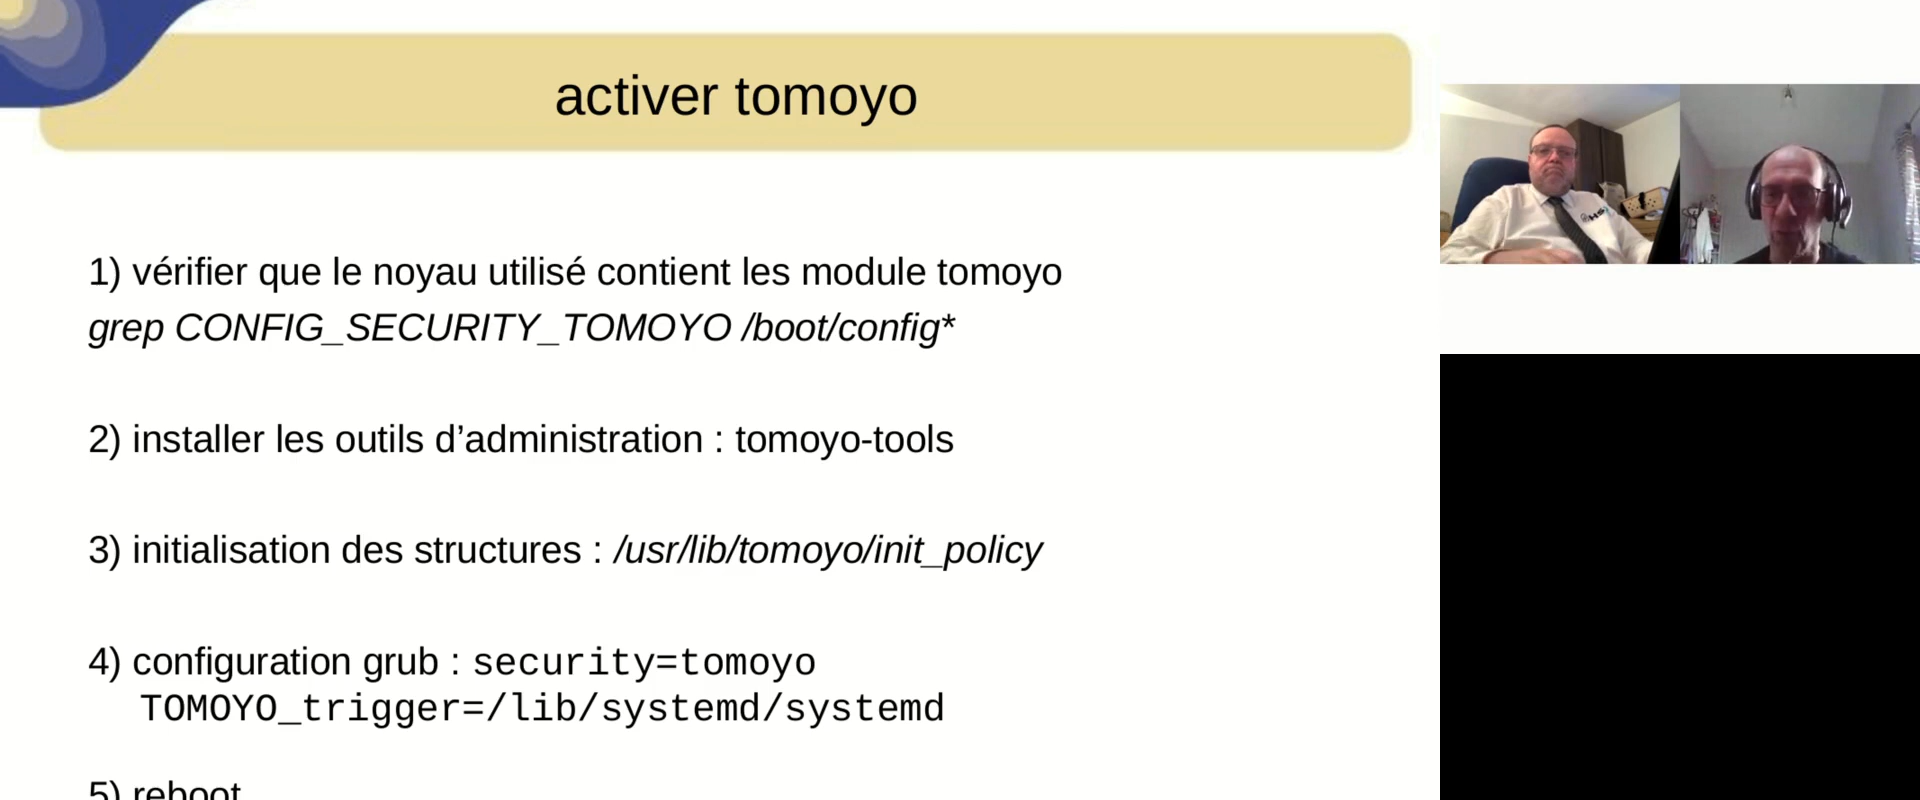 activer tomoyo
1) vérifier que le noyau utilisé contient les module tomoyo
grep CONFIG_SECURITY_TOMOYO /boot/config*
2) installer les outils d’administration : tomoyo-tools
3) initialisation des structures : /usr/lib/tomoyo/init_policy
4) configuration grub : security=tomoyo
TOMOYO_trigger=/lib/systemd/systemd
5) reboot